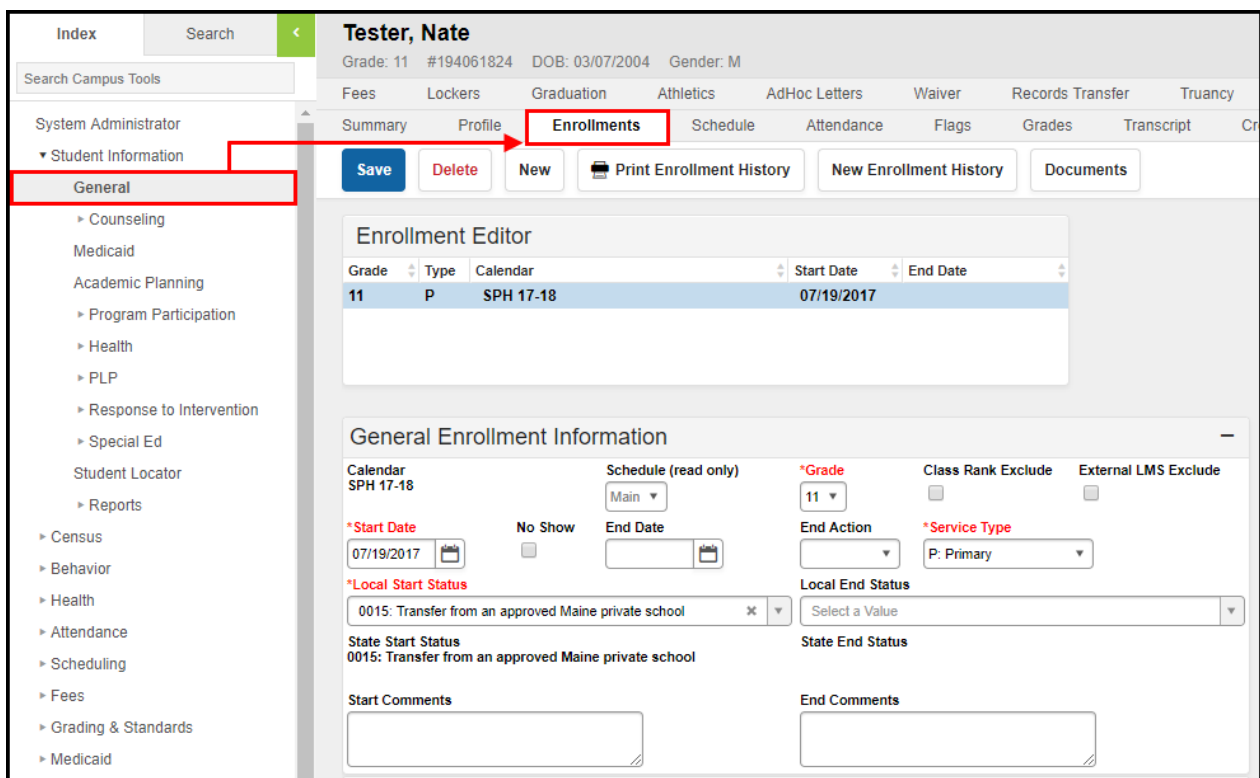 Index Search <
Search Campus Tools
System Administrator
Student Information
General
Counseling
Medicaid
Academic Planning
Program Participation
Health
PLP
Response to Intervention
Special Ed
Student Locator
Reports
Census
Behavior
Health
Attendance
Scheduling
Fees
Grading & Standards
Medicaid
Tester, Nate
Grade: 11 #194061824 DOB: 03/07/2004 Gender: M
Fees Lockers Graduation Athletics AdHoc Letters Waiver Records Transfer Truancy
Summary Profile Enrollments Schedule Attendance Flags Grades Transcript Cr
Save Delete New Print Enrollment History New Enrollment History Documents
Enrollment Editor
Grade Type Calendar Start Date End Date
11 P SPH 17-18 07/19/2017
General Enrollment Information
Calendar Schedule (read only) *Grade Class Rank Exclude External LMS Exclude
SPH 17-18
Main 11
*Start Date No Show End Date End Action *Service Type
07/19/2017 P: Primary
*Local Start Status Local End Status
0015: Transfer from an approved Maine private school Select a Value
State Start Status State End Status
0015: Transfer from an approved Maine private school
Start Comments End Comments